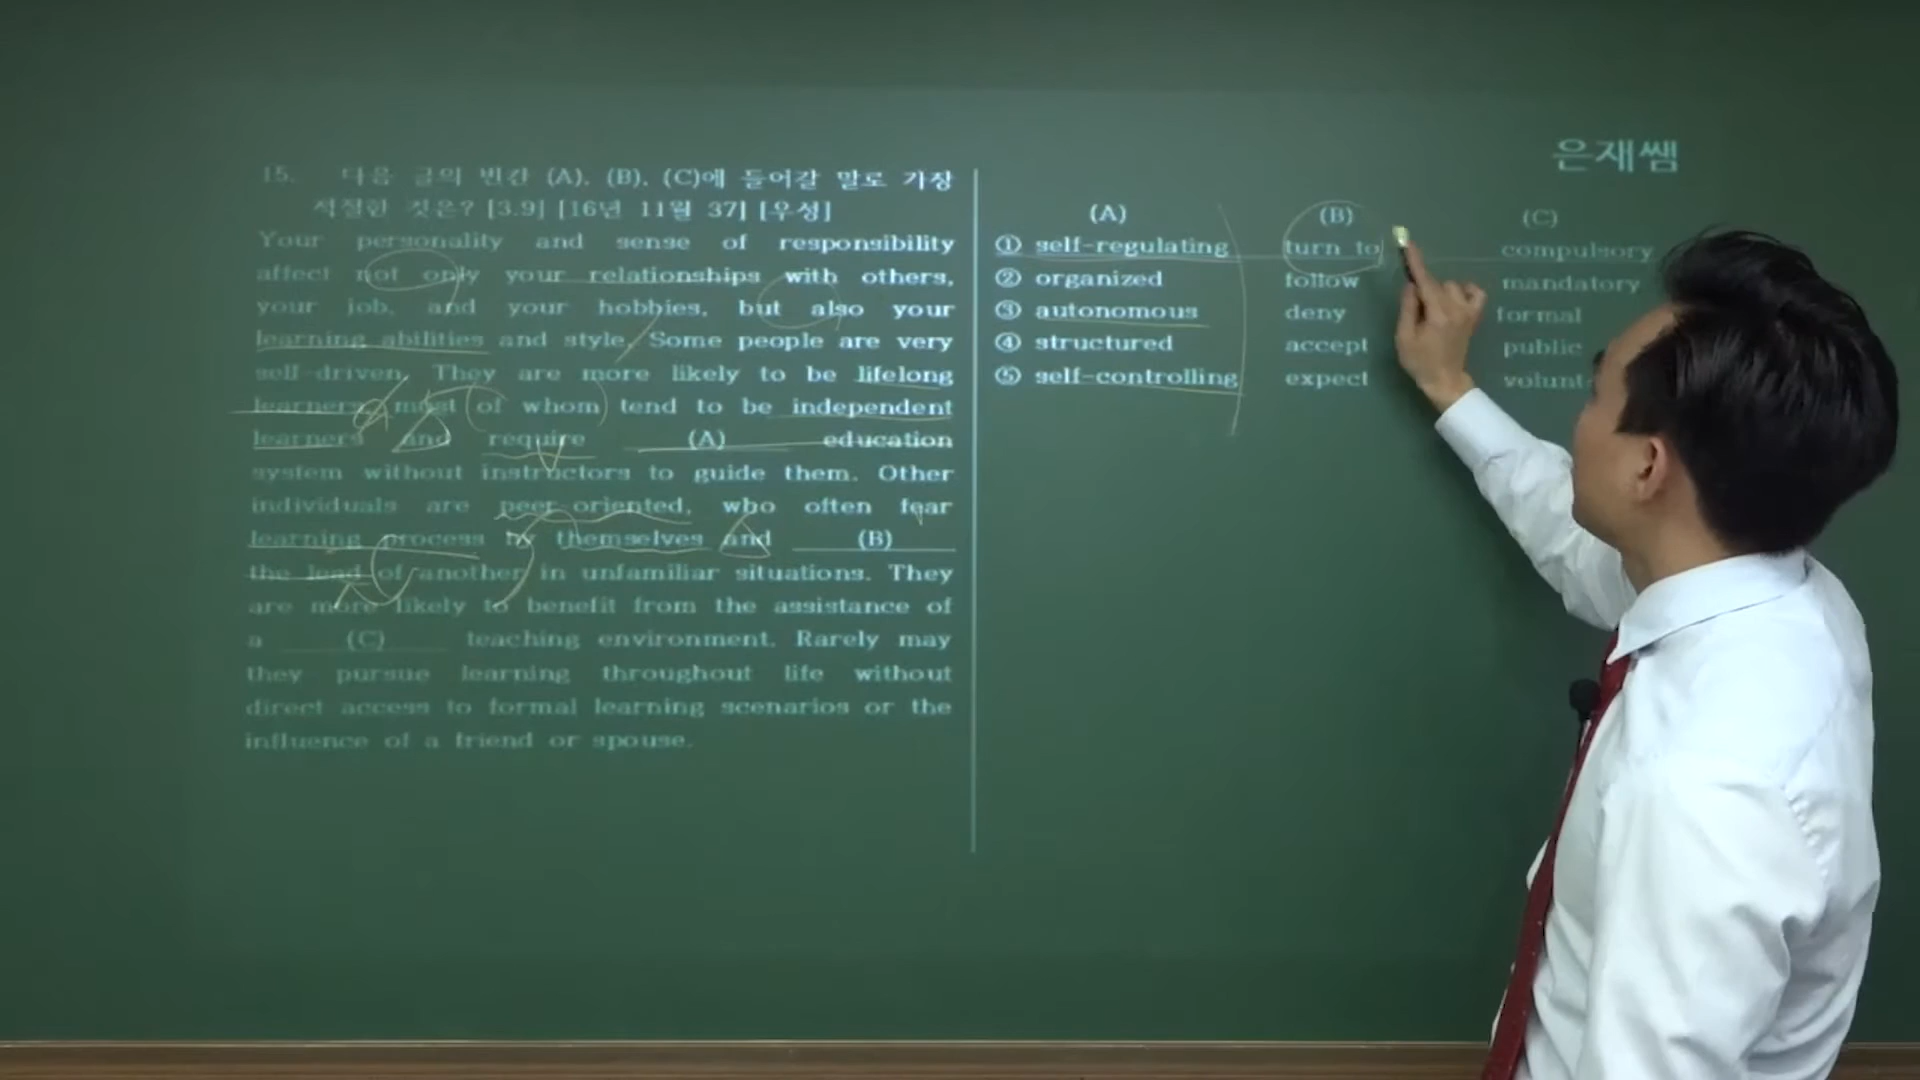 은재쌤
15. 다음 글의 빈칸 (A), (B), (C)에 들어갈 말로 가장
적절한 것은? [3.9] [16년 11월 37] [우성]
Your personality and sense of responsibility
affect not only your relationships with others,
your job, and your hobbies, but also your
learning abilities and style. Some people are very
self-driven. They are more likely to be lifelong
learners, most of whom tend to be independent
learners and require (A) education
system without instructors to guide them. Other
individuals are peer oriented, who often fear
learning process by themselves and (B)
the lead of another in unfamiliar situations. They
are more likely to benefit from the assistance of
a (C) teaching environment. Rarely may
they pursue learning throughout life without
direct access to formal learning scenarios or the
influence of a friend or spouse.
(A) (B) (C)
① self-regulating turn to compulsory
② organized follow mandatory
③ autonomous deny formal
④ structured accept public
⑤ self-controlling expect